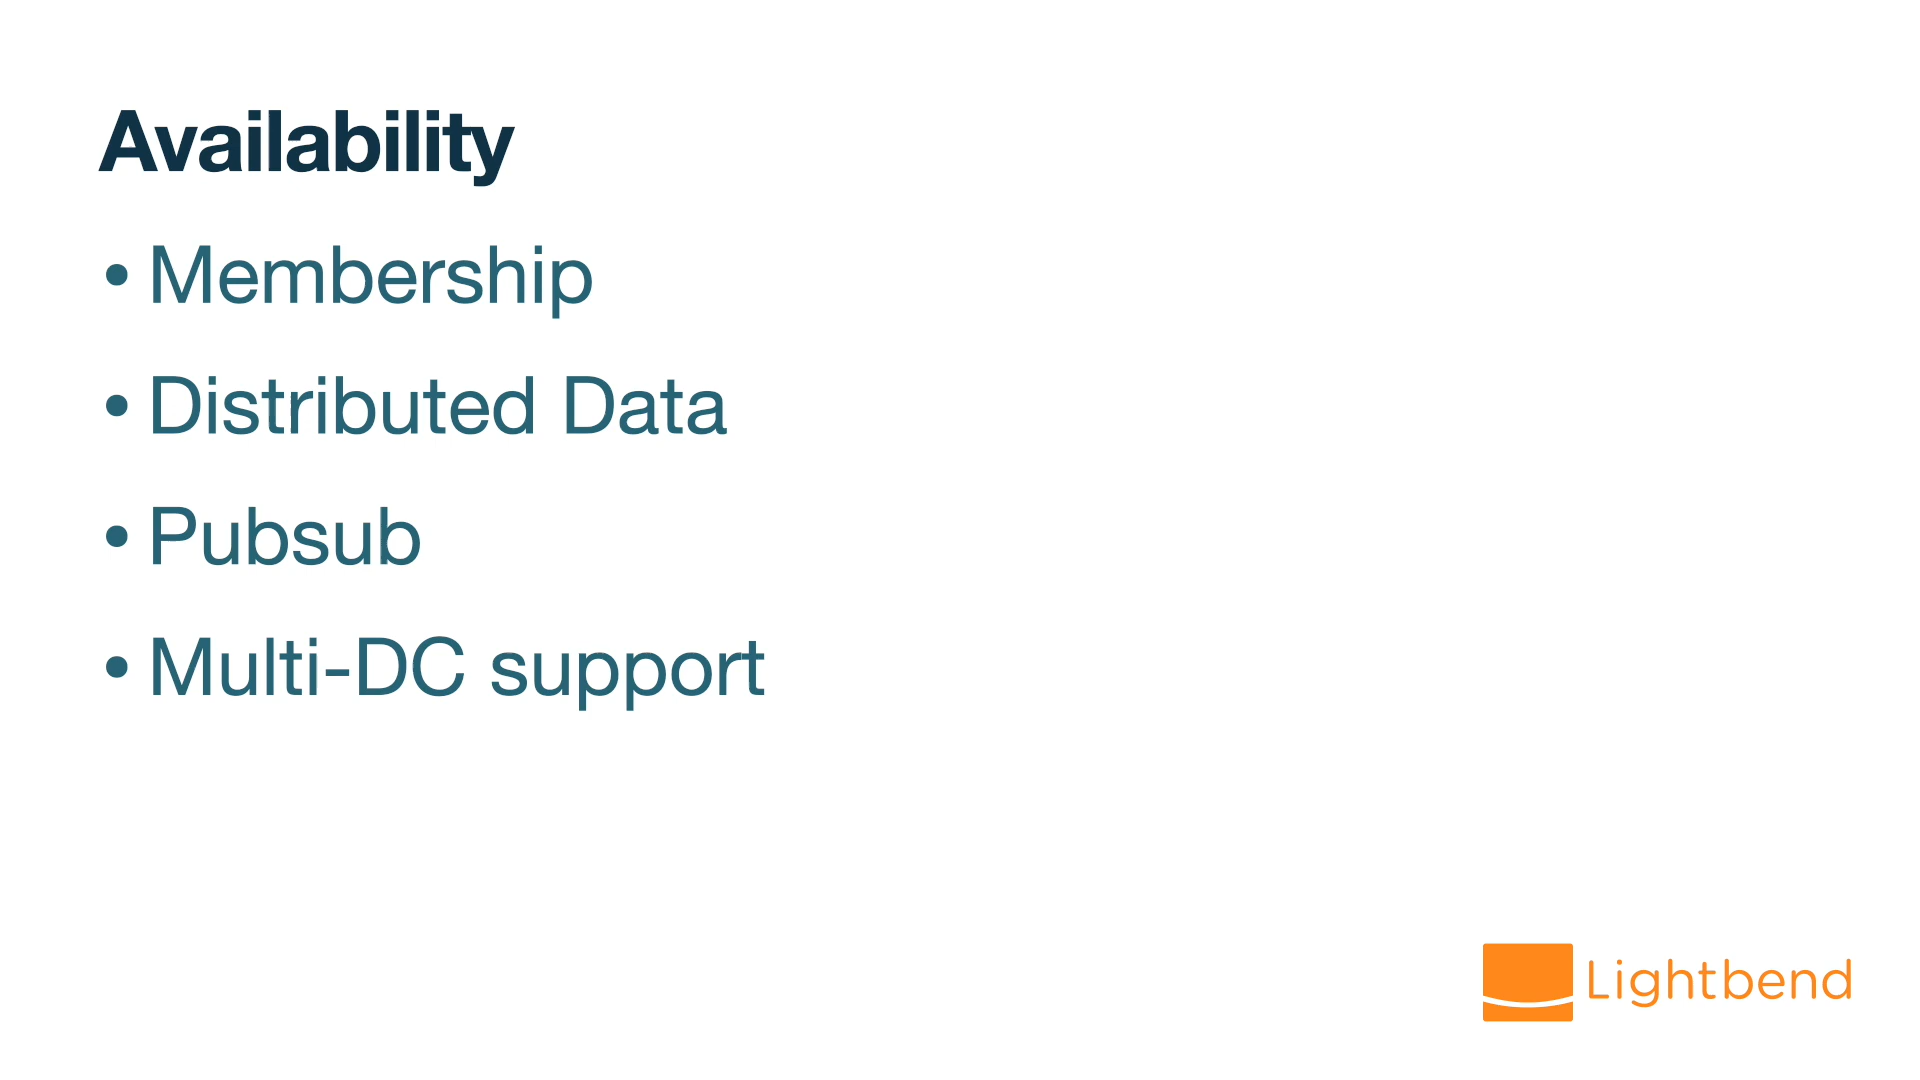 Availability
• Membership
• Distributed Data
• Pubsub
• Multi-DC support
Lightbend